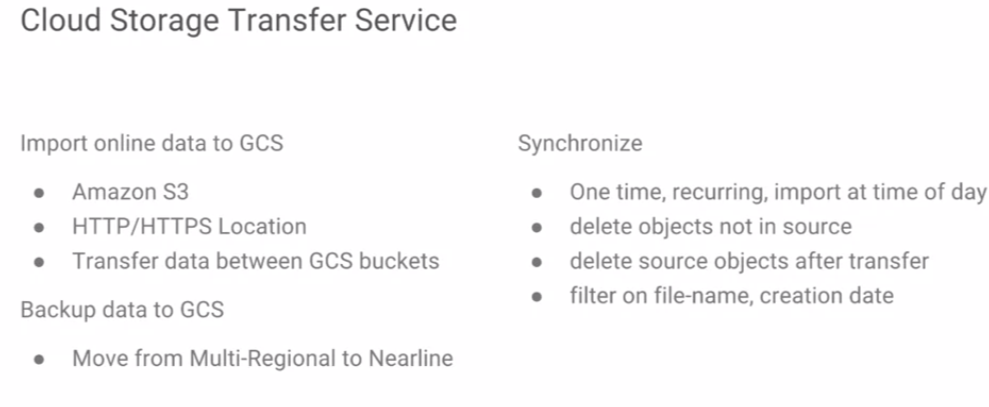 Cloud Storage Transfer Service
Import online data to GCS
● Amazon S3
● HTTP/HTTPS Location
● Transfer data between GCS buckets
Backup data to GCS
● Move from Multi-Regional to Nearline
Synchronize
● One time, recurring, import at time of day
● delete objects not in source
● delete source objects after transfer
● filter on file-name, creation date